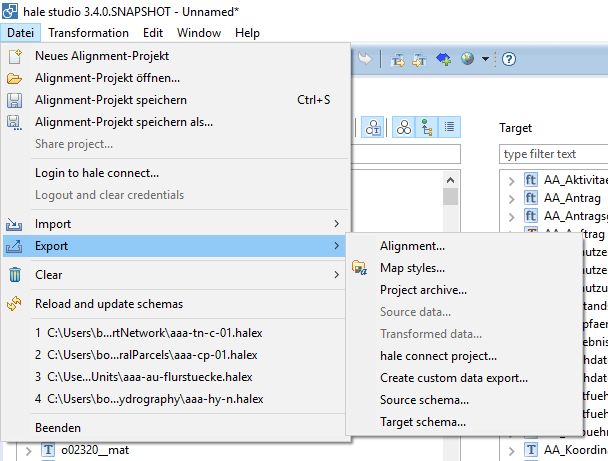 hale studio 3.4.0.SNAPSHOT - Unnamed*
Datei Transformation Edit Window Help
Neues Alignment-Projekt
Alignment-Projekt öffnen...
Alignment-Projekt speichern Ctrl+S
Alignment-Projekt speichern als...
Share project...
Login to hale connect...
Logout and clear credentials
Import
Export
Clear
Reload and update schemas
1 C:\Users\b...rtNetwork\aaa-tn-c-01.halex
2 C:\Users\bo...ralParcels\aaa-cp-01.halex
3 C:\Use...Units\aaa-au-flurstuecke.halex
4 C:\Users\bo...ydrography\aaa-hy-n.halex
Beenden
o02320__mat
Alignment...
Map styles...
Project archive...
Source data...
Transformed data...
hale connect project...
Create custom data export...
Source schema...
Target schema...
Target
type filter text
ft AA_Aktivitae
ft AA_Antrag
ft AA_Antragsg
AA_Koordin